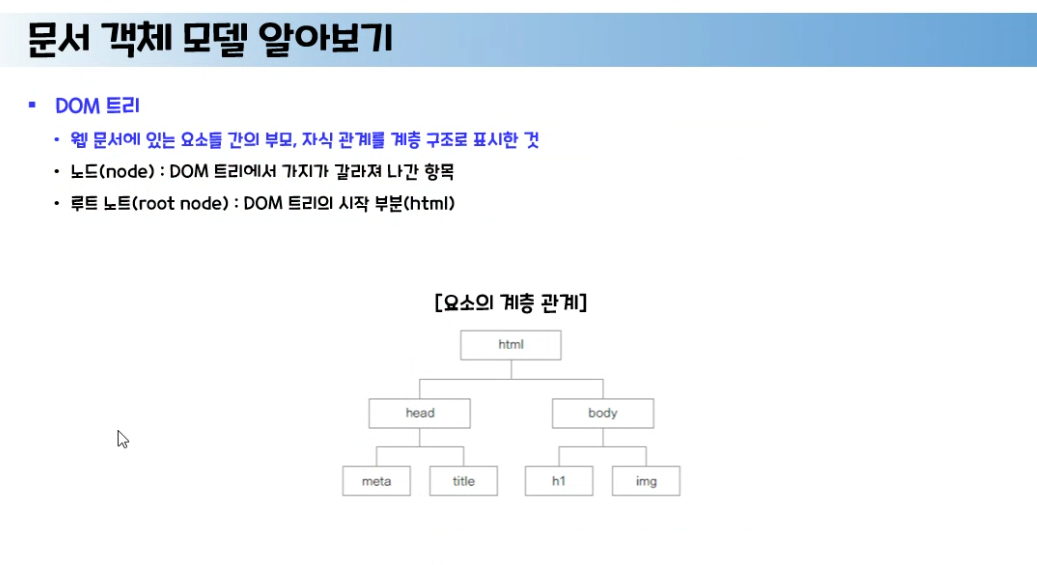 문서 객체 모델 알아보기
▪ DOM 트리
• 웹 문서에 있는 요소들 간의 부모, 자식 관계를 계층 구조로 표시한 것
• 노드(node) : DOM 트리에서 가지가 갈라져 나간 항목
• 루트 노트(root node) : DOM 트리의 시작 부분(html)
[요소의 계층 관계]
html
head body
meta title h1 img